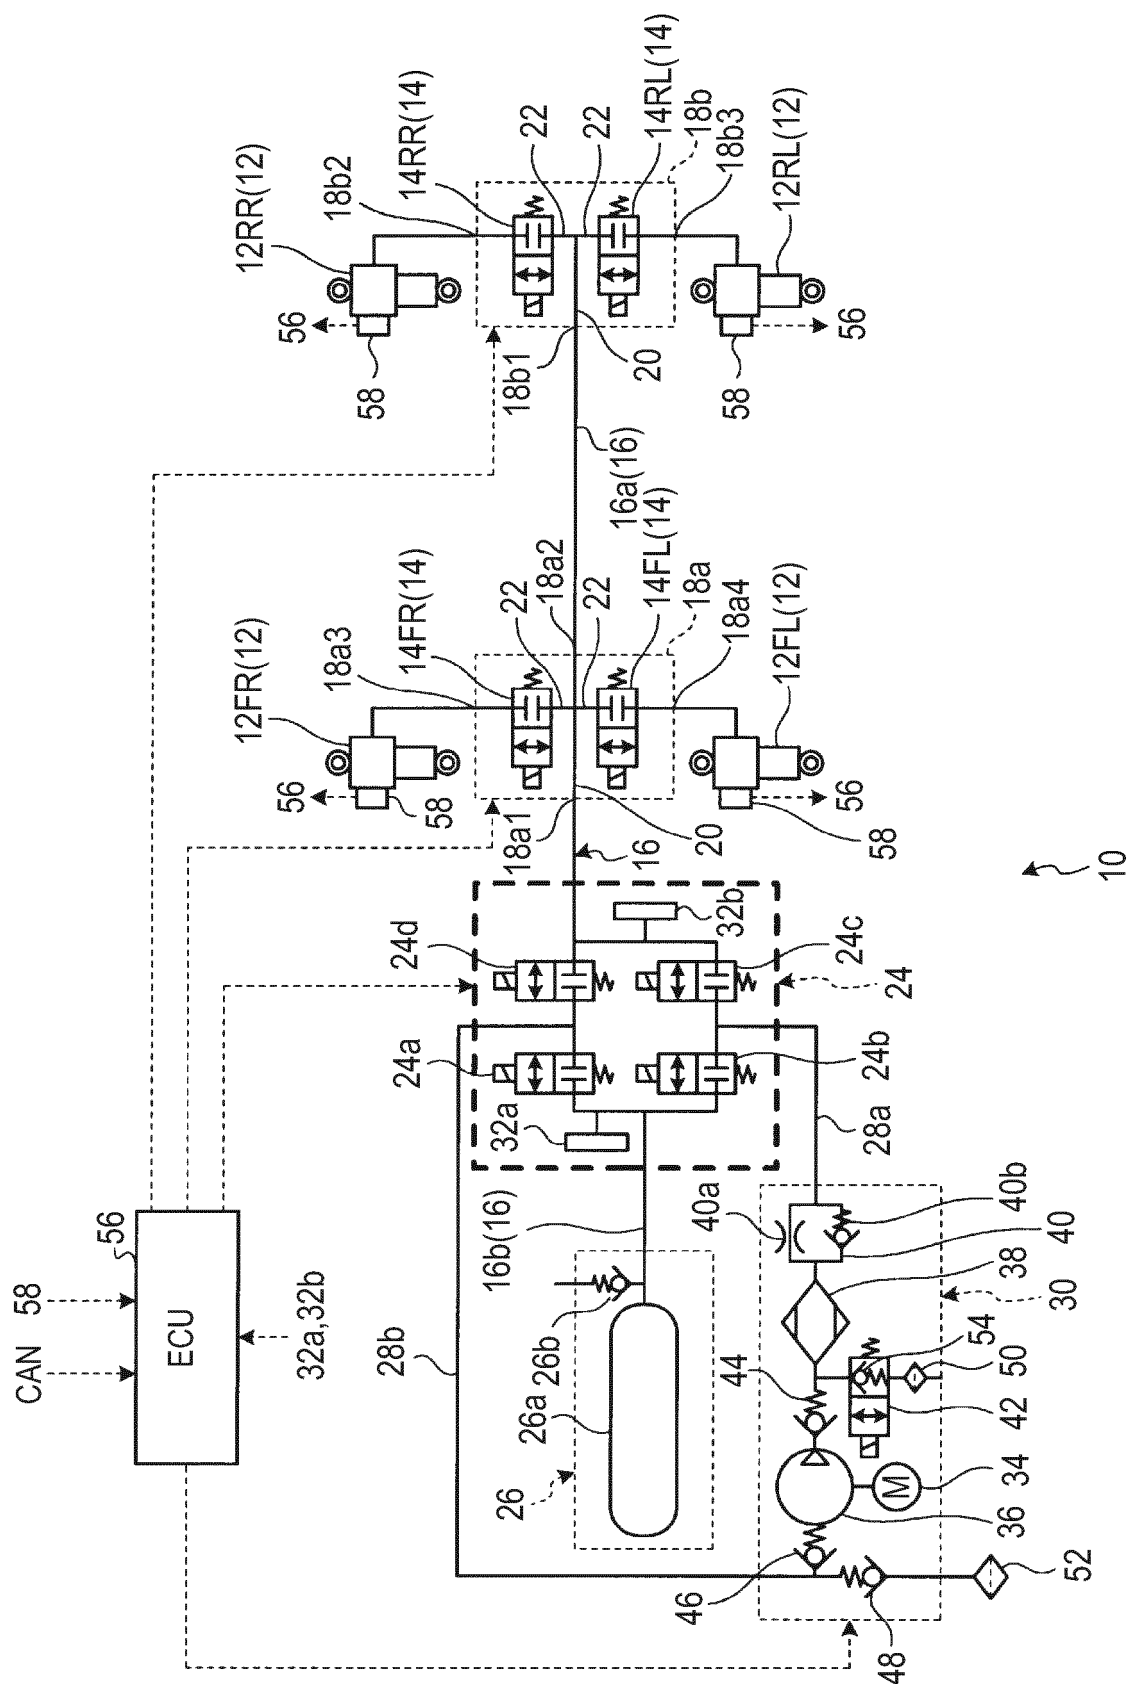 12RR(12)
18b2
14RR(14)
22
22
14RL(14)
18b
18b3
12RL(12)
56
58
18b1
20
58
56
16a(16)
12FR(12)
18a3
14FR(14)
22
18a2
22
14FL(14)
18a
18a4
12FL(12)
56
58
18a1
16
20
58
56
10
24d
32b
24c
24
24a
32a
24b
28a
CAN
58
56
ECU
32a,32b
28b
16b(16)
26b
26a
26
40a
40b
40
38
30
54
50
44
42
34
M
36
46
48
52